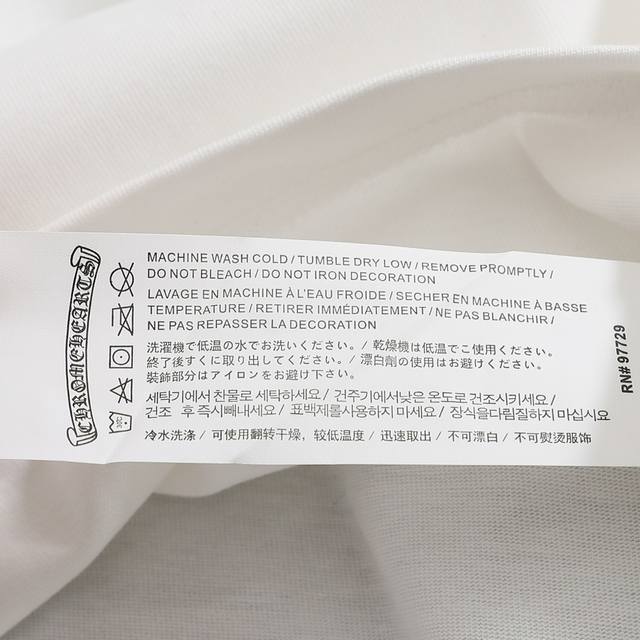 CHROME HEARTS
MACHINE WASH COLD / TUMBLE DRY LOW / REMOVE PROMPTLY /
DO NOT BLEACH / DO NOT IRON DECORATION
LAVAGE EN MACHINE À L'EAU FROIDE / SECHER EN MACHINE À BASSE
TEMPERATURE / RETIRER IMMÉDIATEMENT / NE PAS BLANCHIR /
NE PAS REPASSER LA DECORATION
洗濯機で低温の水でお洗いください。/ 乾燥機は低温でご使用ください。
終了後すぐに取り出してください。/ 漂白劑の使用はお避けください。
裝飾部分はアイロンをお避け下さい。
세탁기에서 찬물로 세탁하세요/ 건주기에서낮은 온도로 건조시키세요/
건조 후 즉시빼내세요/ 표백제롤사용하지 마세요/ 장식을다림질하지 마십시요
冷水洗涤 / 可使用翻转干燥，较低温度 / 迅速取出 / 不可漂白 / 不可熨烫服饰
30C
RN# 97729